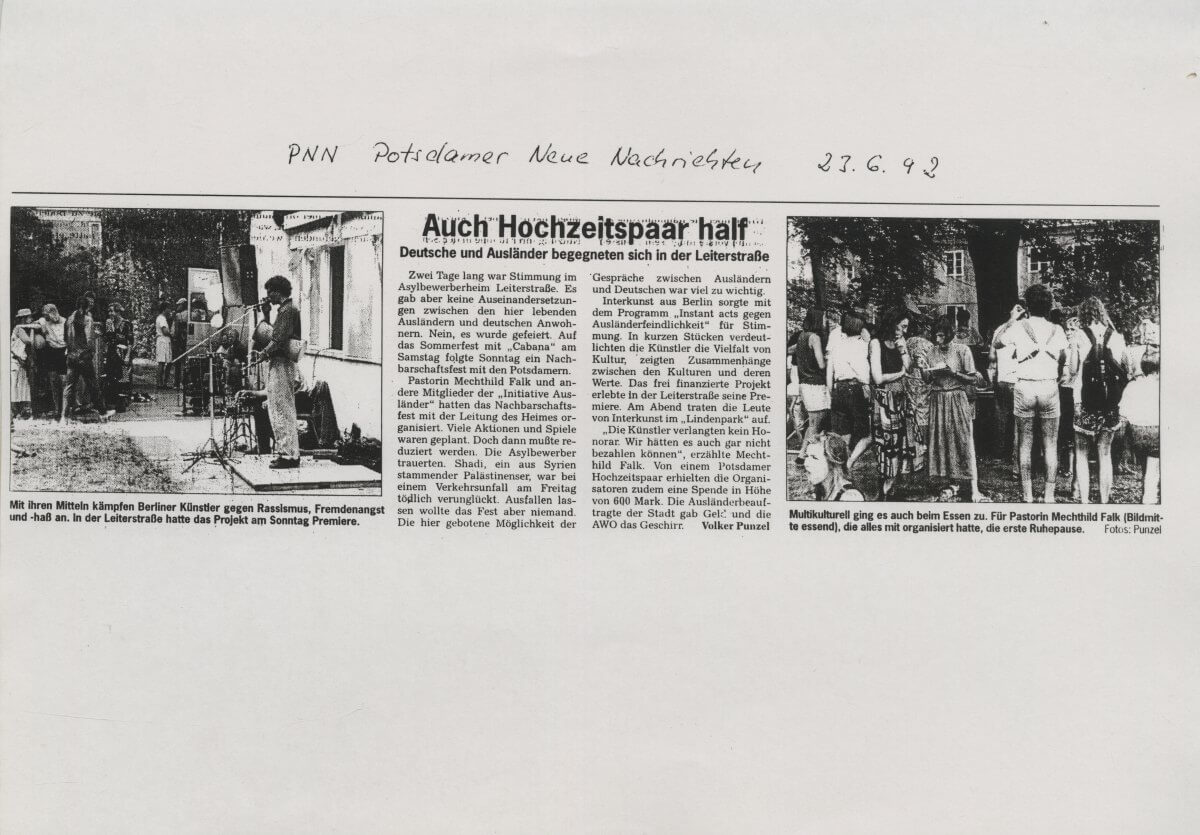 PNN Potsdamer Neue Nachrichten 23.6.92
Auch Hochzeitspaar half
Deutsche und Ausländer begegneten sich in der Leiterstraße
Zwei Tage lang war Stimmung im
Asylbewerberheim Leiterstraße. Es
gab aber keine Auseinandersetzun-
gen zwischen den hier lebenden
Ausländern und deutschen Anwoh-
nern. Nein, es wurde gefeiert. Auf
das Sommerfest mit „Cabana“ am
Samstag folgte Sonntag ein Nach-
barschaftsfest mit den Potsdamern.
Pastorin Mechthild Falk und an-
dere Mitglieder der „Initiative Aus-
länder“ hatten das Nachbarschafts-
fest mit der Leitung des Heimes or-
ganisiert. Viele Aktionen und Spiele
waren geplant. Doch dann mußte re-
duziert werden. Die Asylbewerber
trauerten. Shadi, ein aus Syrien
stammender Palästinenser, war bei
einem Verkehrsunfall am Freitag
tödlich verunglückt. Ausfallen las-
sen wollte das Fest aber niemand.
Die hier gebotene Möglichkeit der
Gespräche zwischen Ausländern
und Deutschen war viel zu wichtig.
Interkunst aus Berlin sorgte mit
dem Programm „Instant acts gegen
Ausländerfeindlichkeit“ für Stim-
mung. In kurzen Stücken verdeut-
lichten die Künstler die Vielfalt von
Kultur, zeigten Zusammenhänge
zwischen den Kulturen und deren
Werte. Das frei finanzierte Projekt
erlebte in der Leiterstraße seine Pre-
miere. Am Abend traten die Leute
von Interkunst im „Lindenpark“ auf.
„Die Künstler verlangten kein Ho-
norar. Wir hätten es auch gar nicht
bezahlen können“, erzählte Mecht-
hild Falk. Von einem Potsdamer
Hochzeitspaar erhielten die Organi-
satoren zudem eine Spende in Höhe
von 600 Mark. Die Ausländerbeauf-
tragte der Stadt gab Geld und die
AWO das Geschirr. Volker Punzel
Mit ihren Mitteln kämpfen Berliner Künstler gegen Rassismus, Fremdenangst
und -haß an. In der Leiterstraße hatte das Projekt am Sonntag Premiere.
Multikulturell ging es auch beim Essen zu. Für Pastorin Mechthild Falk (Bildmit-
te essend), die alles mit organisiert hatte, die erste Ruhepause. Fotos: Punzel